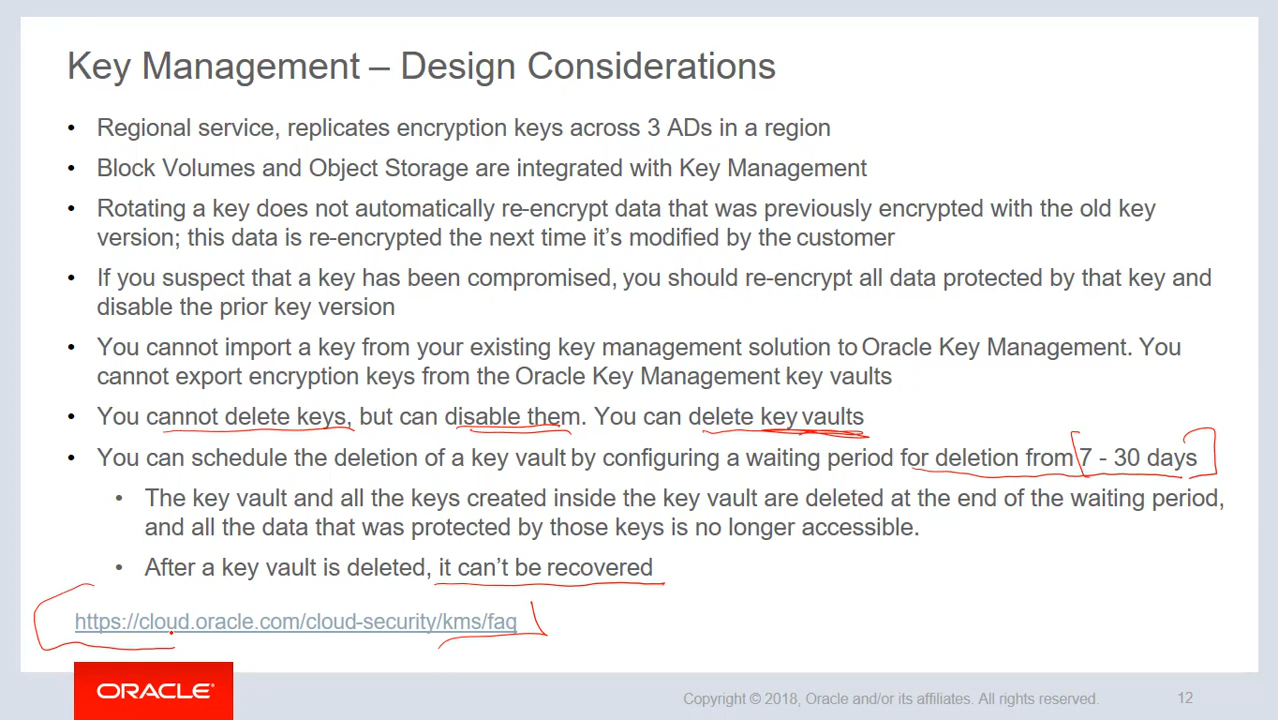 Key Management – Design Considerations
• Regional service, replicates encryption keys across 3 ADs in a region
• Block Volumes and Object Storage are integrated with Key Management
• Rotating a key does not automatically re-encrypt data that was previously encrypted with the old key
version; this data is re-encrypted the next time it's modified by the customer
• If you suspect that a key has been compromised, you should re-encrypt all data protected by that key and
disable the prior key version
• You cannot import a key from your existing key management solution to Oracle Key Management. You
cannot export encryption keys from the Oracle Key Management key vaults
• You cannot delete keys, but can disable them. You can delete key vaults
• You can schedule the deletion of a key vault by configuring a waiting period for deletion from 7 - 30 days
• The key vault and all the keys created inside the key vault are deleted at the end of the waiting period,
and all the data that was protected by those keys is no longer accessible.
• After a key vault is deleted, it can't be recovered
https://cloud.oracle.com/cloud-security/kms/faq
ORACLE®
Copyright © 2018, Oracle and/or its affiliates. All rights reserved.
12